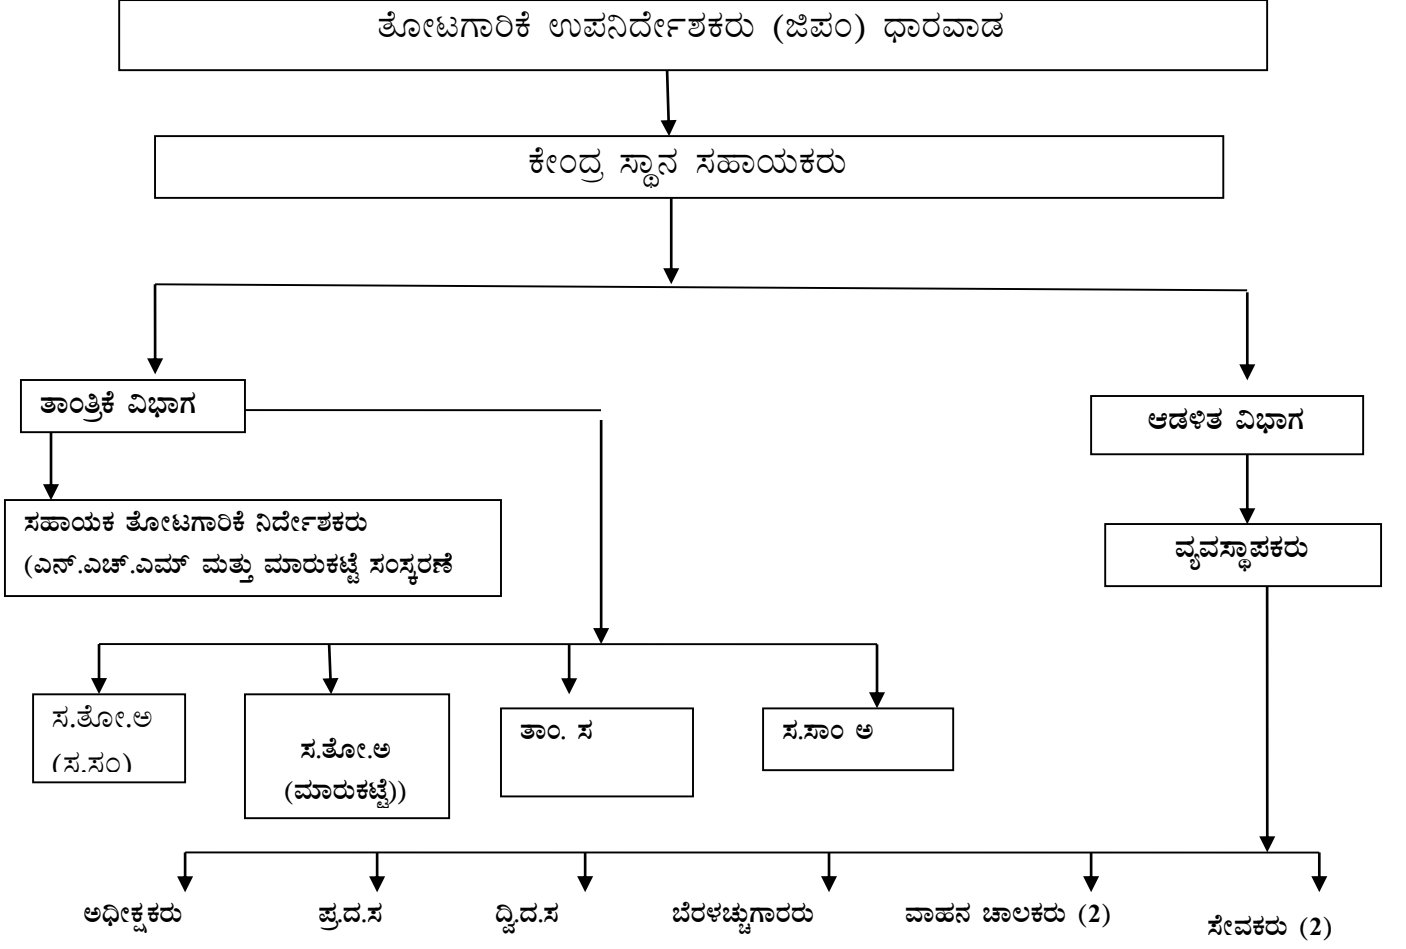 ತೋಟಗಾರಿಕೆ ಉಪನಿರ್ದೇಶಕರು (ಜಿಪಂ) ಧಾರವಾಡ
ಕೇಂದ್ರ ಸ್ಥಾನ ಸಹಾಯಕರು
ತಾಂತ್ರಿಕೆ ವಿಭಾಗ
ಆಡಳಿತ ವಿಭಾಗ
ಸಹಾಯಕ ತೋಟಗಾರಿಕೆ ನಿರ್ದೇಶಕರು
(ಎನ್.ಎಚ್.ಎಮ್ ಮತ್ತು ಮಾರುಕಟ್ಟೆ ಸಂಸ್ಕರಣೆ
ವ್ಯವಸ್ಥಾಪಕರು
ಸ.ತೋ.ಅ
(ಸ.ಸಂ)
ಸ.ತೋ.ಅ
(ಮಾರುಕಟ್ಟೆ))
ತಾಂ. ಸ
ಸ.ಸಾಂ ಅ
ಅಧೀಕ್ಷಕರು
ಪ್ರ.ದ.ಸ
ದ್ವಿ.ದ.ಸ
ಬೆರಳಚ್ಚುಗಾರರು
ವಾಹನ ಚಾಲಕರು (2)
ಸೇವಕರು (2)